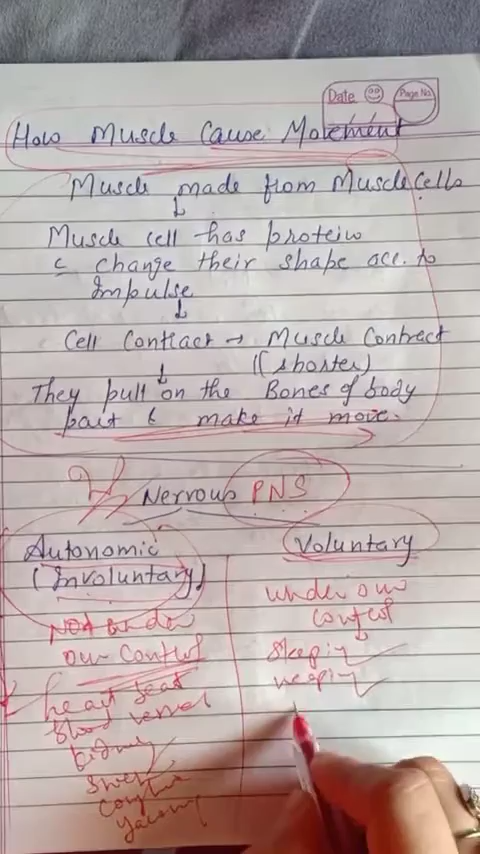 Date
Page No.
How Muscle Cause Movement
Muscle made from Muscle Cells
↓
Muscle cell has protein
c change their shape acc. to
Impulse
↓
Cell Contract → Muscle Contrect
(shorter)
↓
They pull on the Bones of body
part & make it move.
Nervous PNS
Autonomic
(Involuntary)
NOt under
our Control
heart beat
Blood vessel
kidney
Voluntary
under our
control
Sleeping